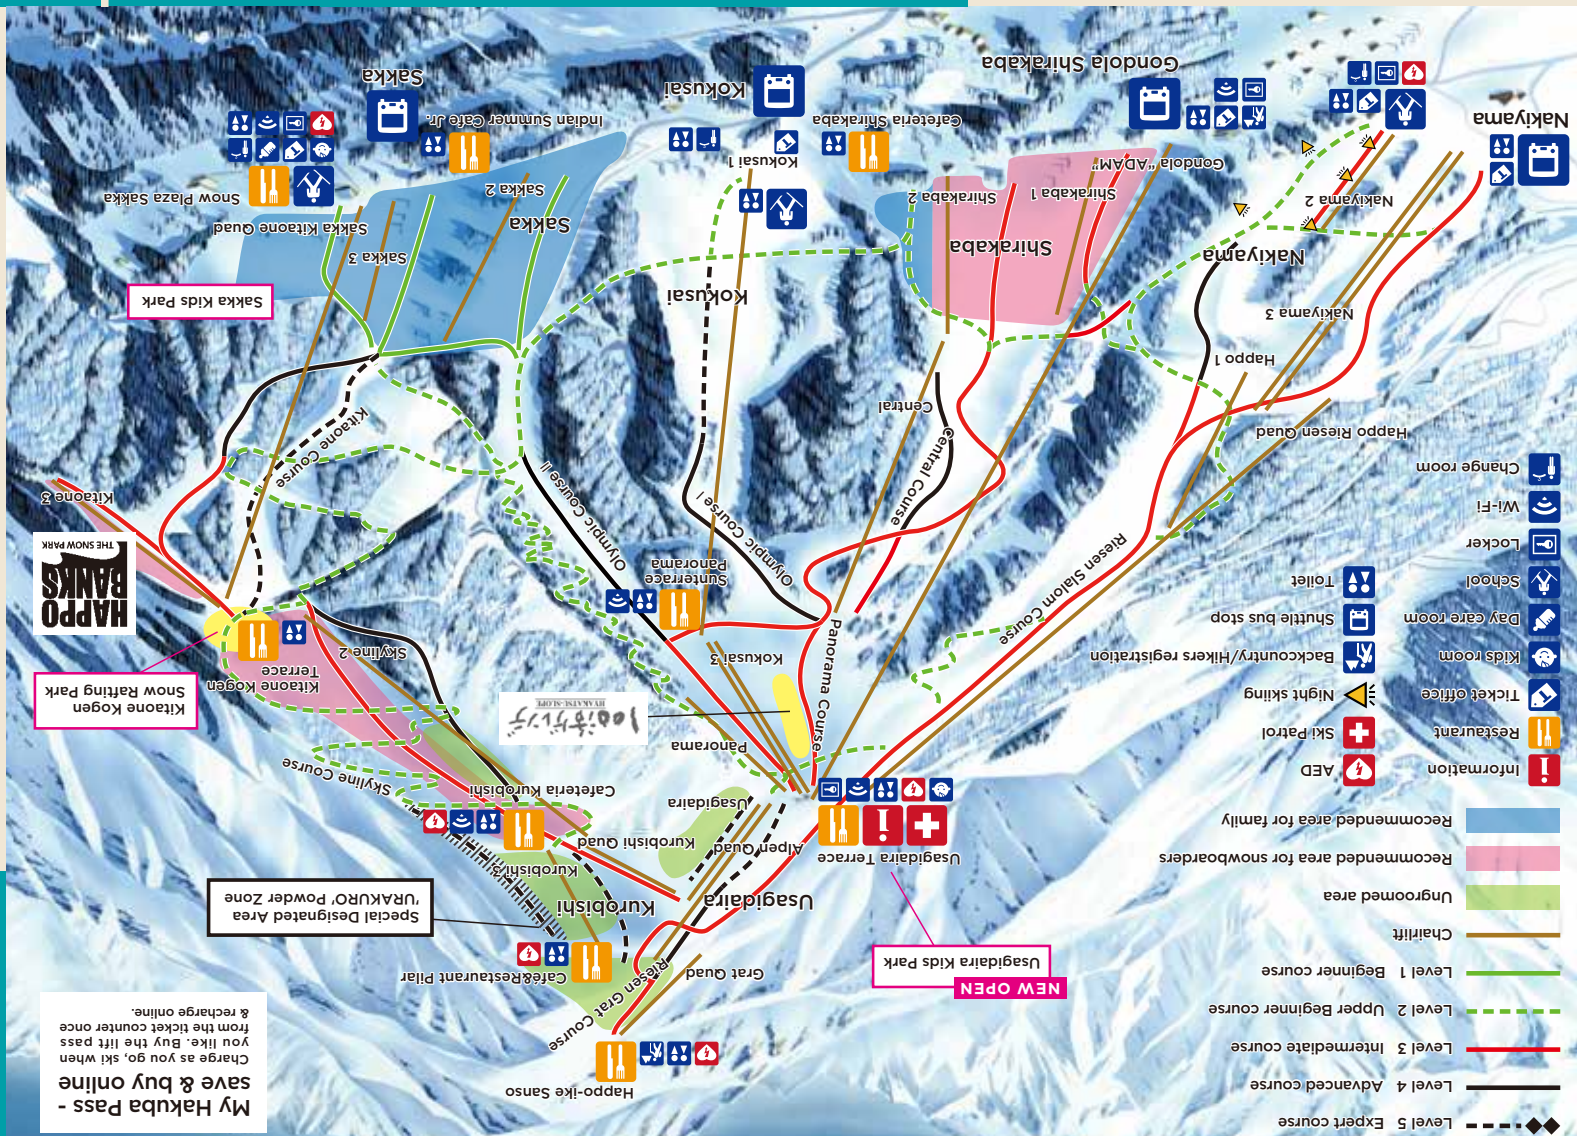 My Hakuba Pass -
save & buy online
Charge as you go, ski when
you like. Buy the lift pass
from the ticket counter once
& recharge online.
Level 5 Expert course
Level 4 Advanced course
Level 3 Intermediate course
Level 2 Upper Beginner course
Level 1 Beginner course
Chairlift
Ungroomed area
Recommended area for snowboarders
Recommended area for family
Information
AED
Restaurant
Ski Patrol
Ticket office
Night skiing
Kids room
Backcountry/Hikers registration
Day care room
Shuttle bus stop
School
Toilet
Locker
Wi-Fi
Change room
Happo-ike Sanso
NEW OPEN
Usagidaira Kids Park
Grat Quad
Riesen Grat Course
Café&Restaurant Pilar
Special Designated Area
'URAKURO' Powder Zone
Kurobishi
Usagidaira
Kurobishi 3
Usagidaira Terrace
Alpen Quad
Kurobishi Quad
Usagidaira
Cafeteria Kurobishi
Skyline Course
Panorama
Panorama Course
100
HYAKATSU-SLOPE
Kitaone Kogen
Snow Rafting Park
Kitaone Kogen
Terrace
Skyline 2
Kokusai 3
Riesen Slalom Course
HAPPO
BANKS
THE SNOW PARK
Sunterrace
Panorama
Olympic Course I
Olympic Course II
Kitaone 3
Kitaone Course
Central Course
Central
Happo Riesen Quad
Happo 1
Nakiyama 3
Sakka Kids Park
Kokusai
Shirakaba
Nakiyama
Sakka 3
Sakka Kitaone Quad
Sakka
Sakka 2
Shirakaba 2
Shirakaba 1
Nakiyama 2
Gondola "ADAM"
Snow Plaza Sakka
Kokusai 1
Indian Summer Cafe Jr.
Cafeteria Shirakaba
Nakiyama
Sakka
Kokusai
Gondola Shirakaba